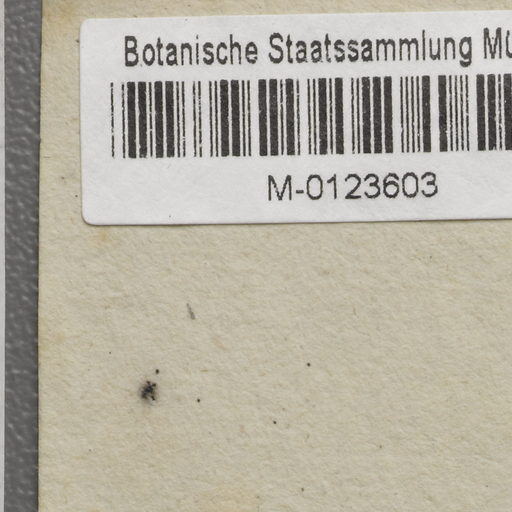 Botanische Staatssammlung Mü
M-0123603